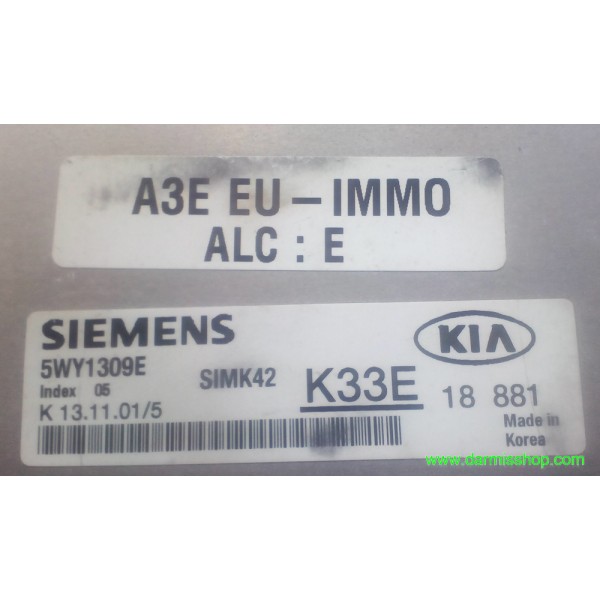 A3E EU – IMMO
ALC : E
SIEMENS
KIA
5WY1309E
SIMK42
K33E
18 881
Index 05
K 13.11.01/5
Made in
Korea
www.darmisshop.com